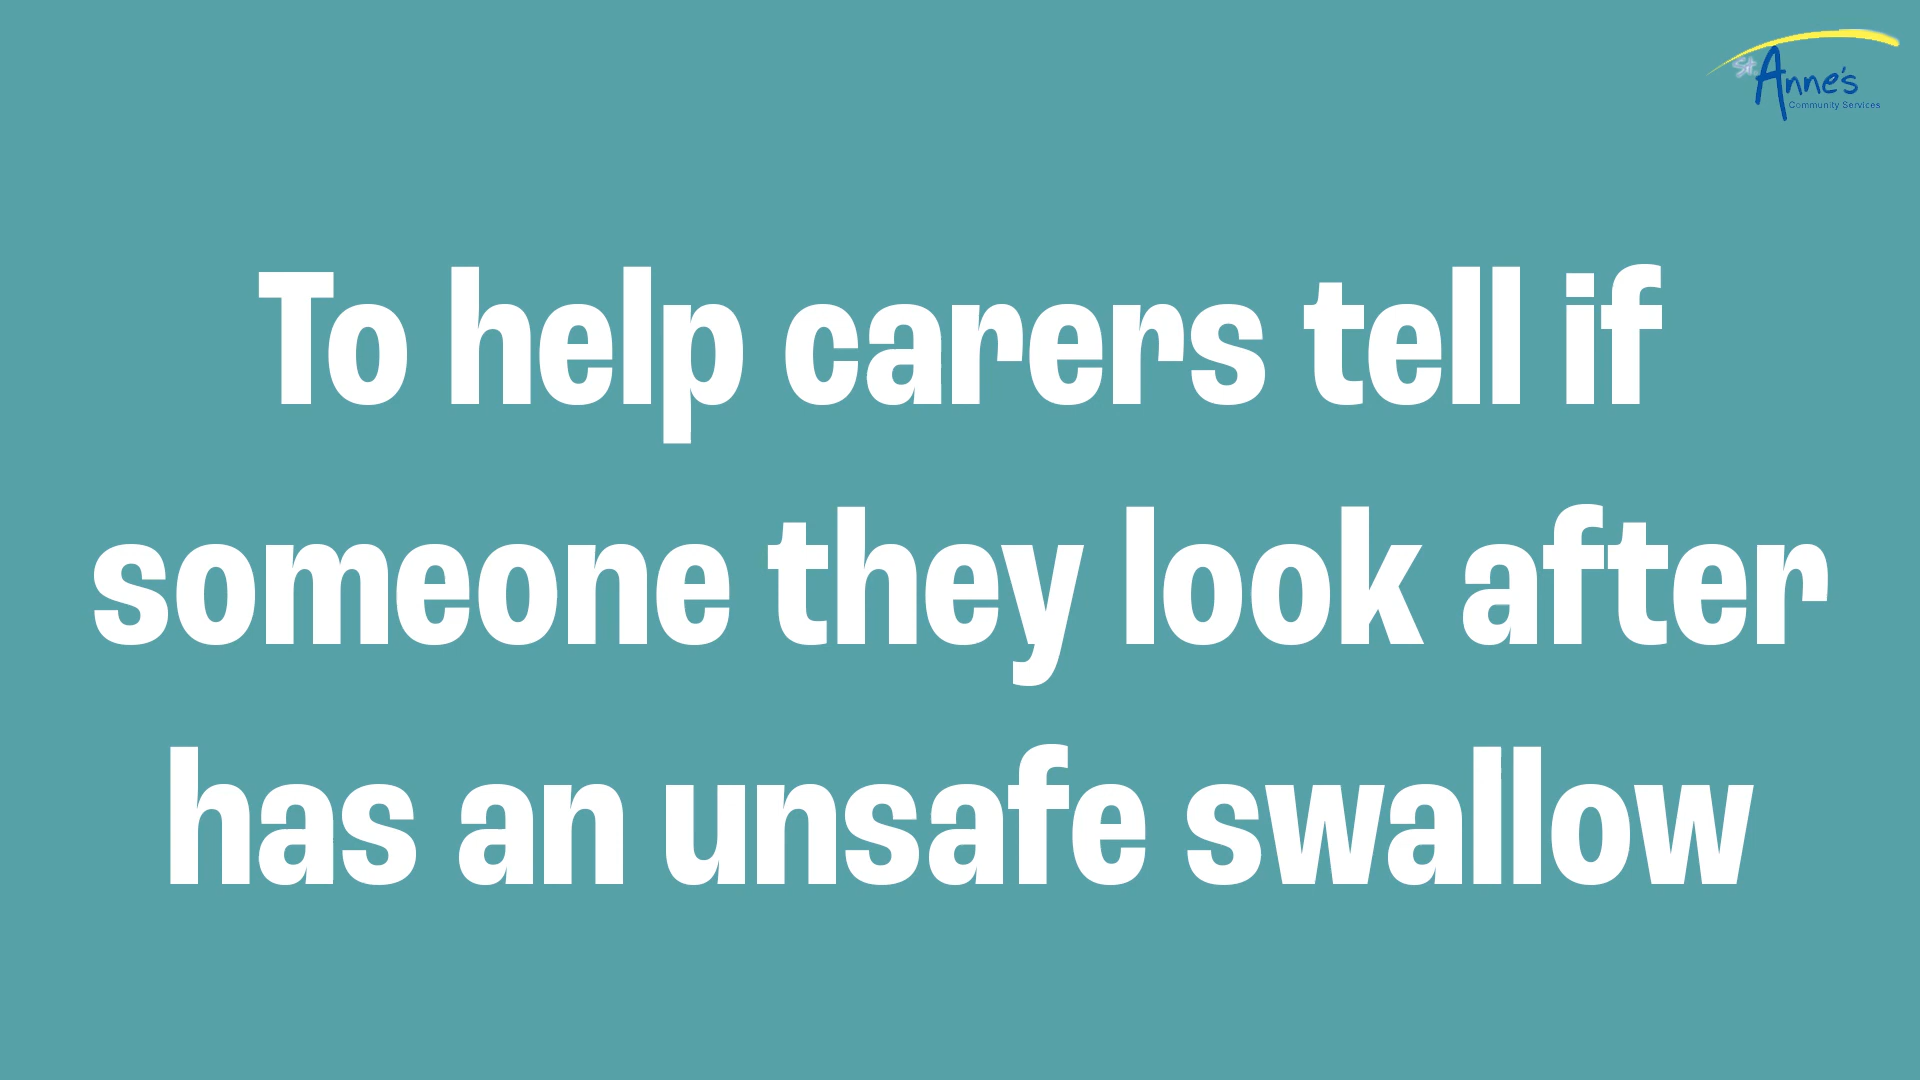 St Anne's
Community Services
To help carers tell if
someone they look after
has an unsafe swallow